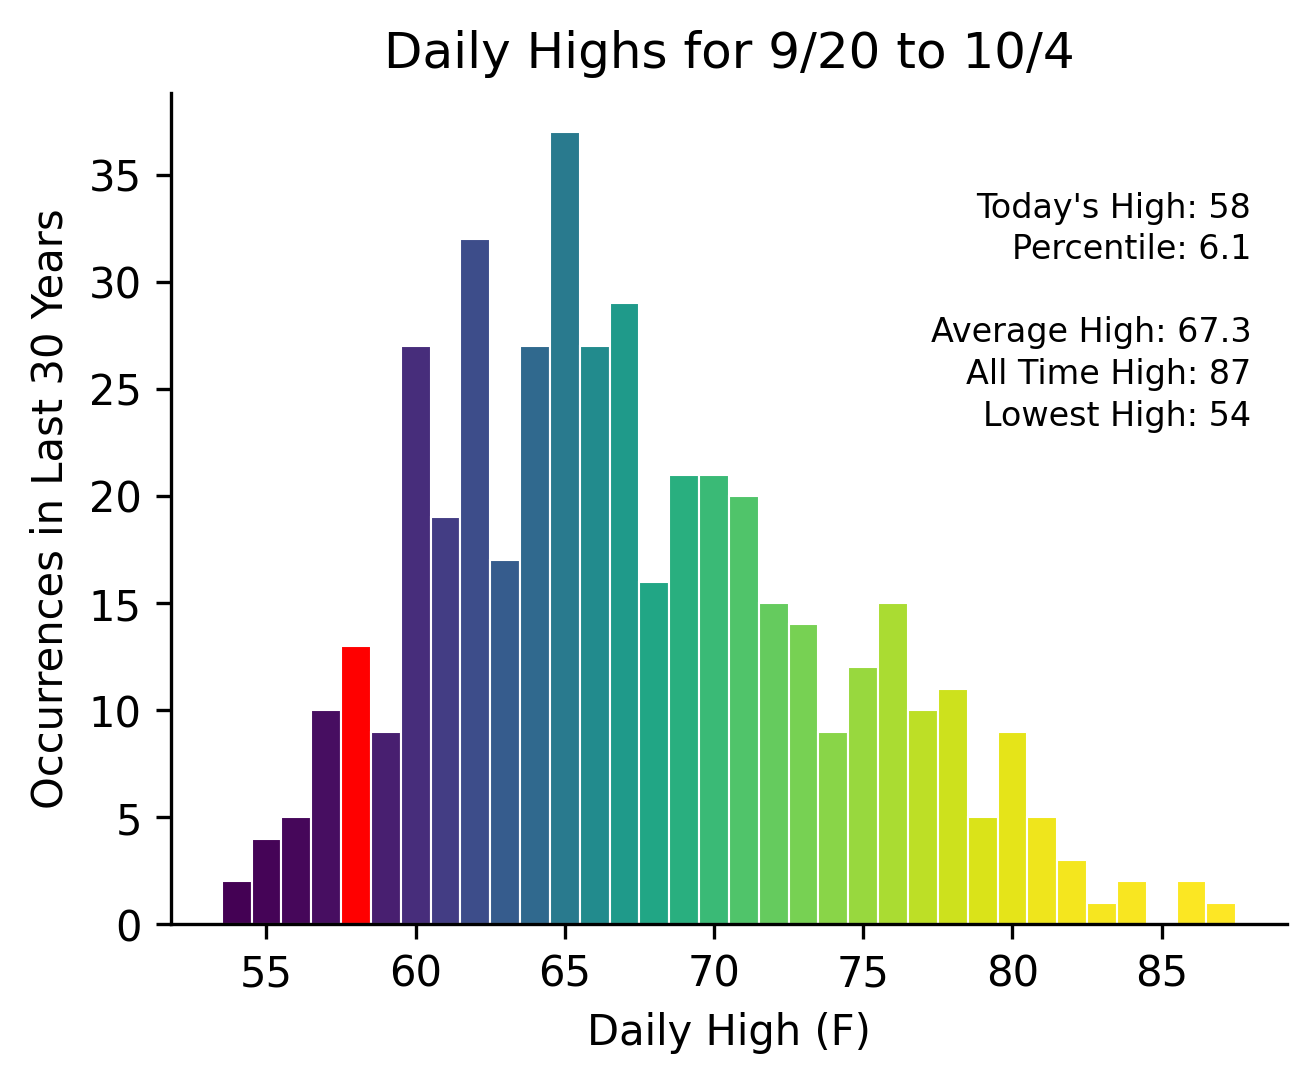 Daily Highs for 9/20 to 10/4
Occurrences in Last 30 Years
35
30
25
20
15
10
5
0
Today's High: 58
Percentile: 6.1
Average High: 67.3
All Time High: 87
Lowest High: 54
55 60 65 70 75 80 85
Daily High (F)